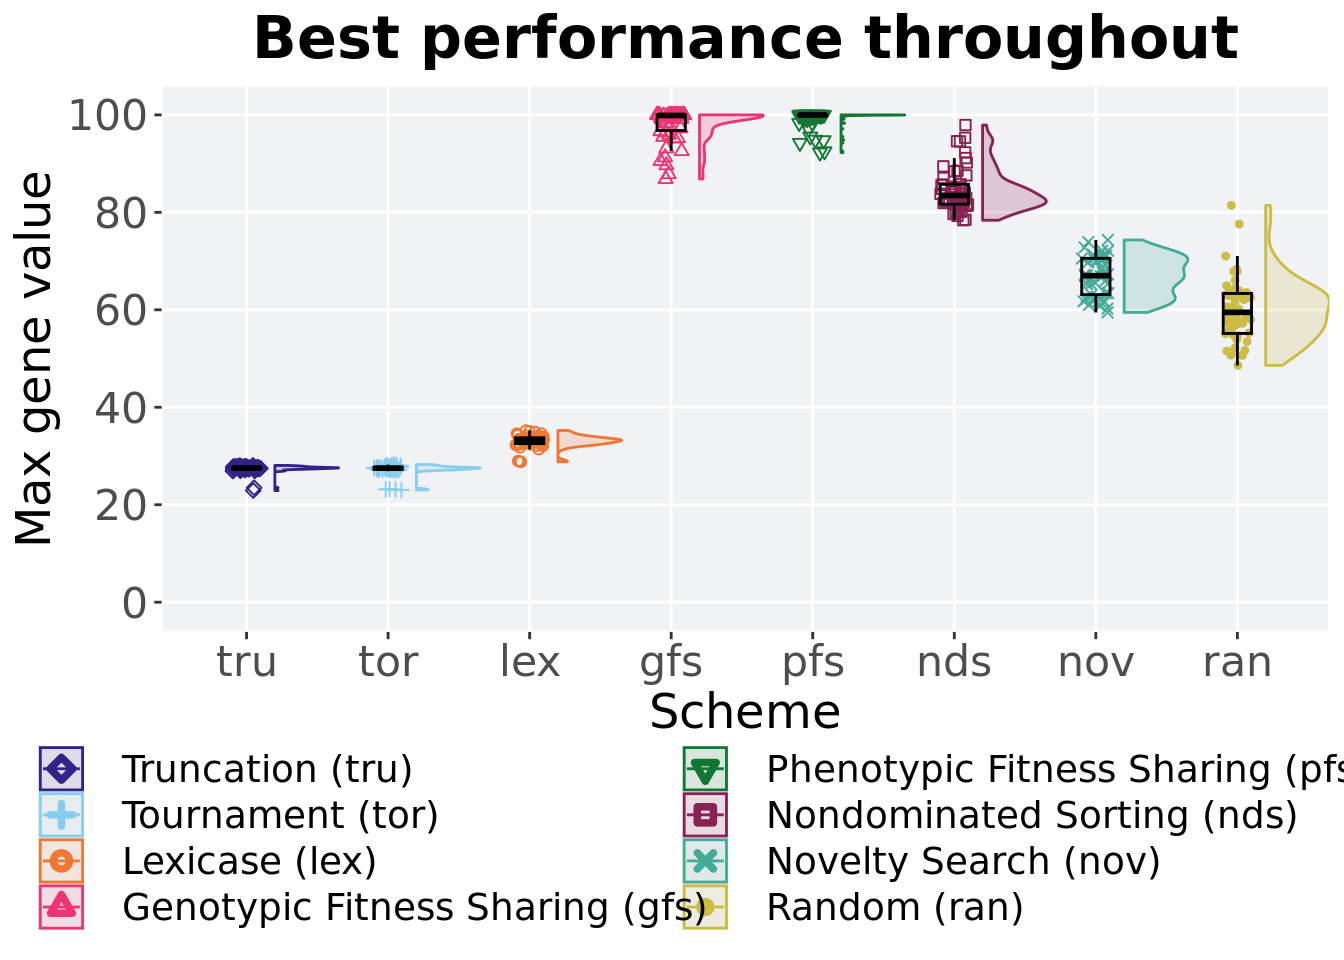 Best performance throughout
Max gene value
100
80
60
40
20
0
tru tor lex gfs pfs nds nov ran
Scheme
Truncation (tru)
Tournament (tor)
Lexicase (lex)
Genotypic Fitness Sharing (gfs)
Phenotypic Fitness Sharing (pfs
Nondominated Sorting (nds)
Novelty Search (nov)
Random (ran)